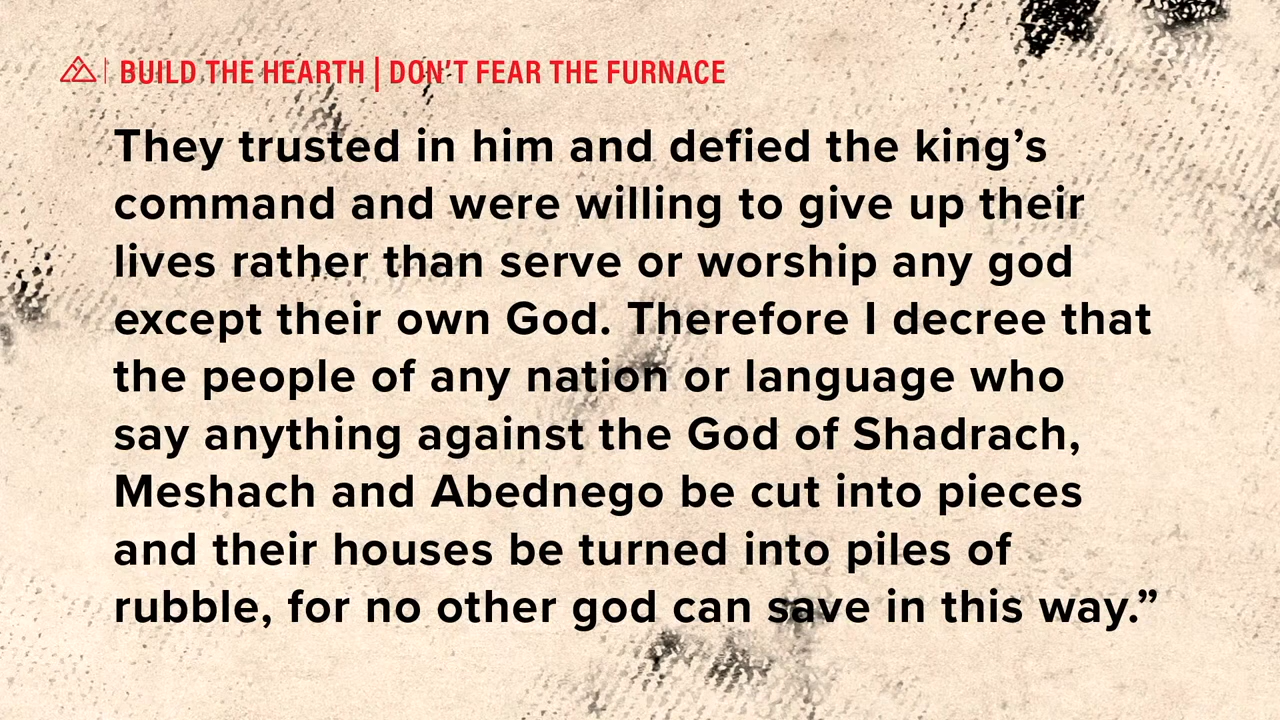 BUILD THE HEARTH | DON’T FEAR THE FURNACE
They trusted in him and defied the king’s
command and were willing to give up their
lives rather than serve or worship any god
except their own God. Therefore I decree that
the people of any nation or language who
say anything against the God of Shadrach,
Meshach and Abednego be cut into pieces
and their houses be turned into piles of
rubble, for no other god can save in this way.”